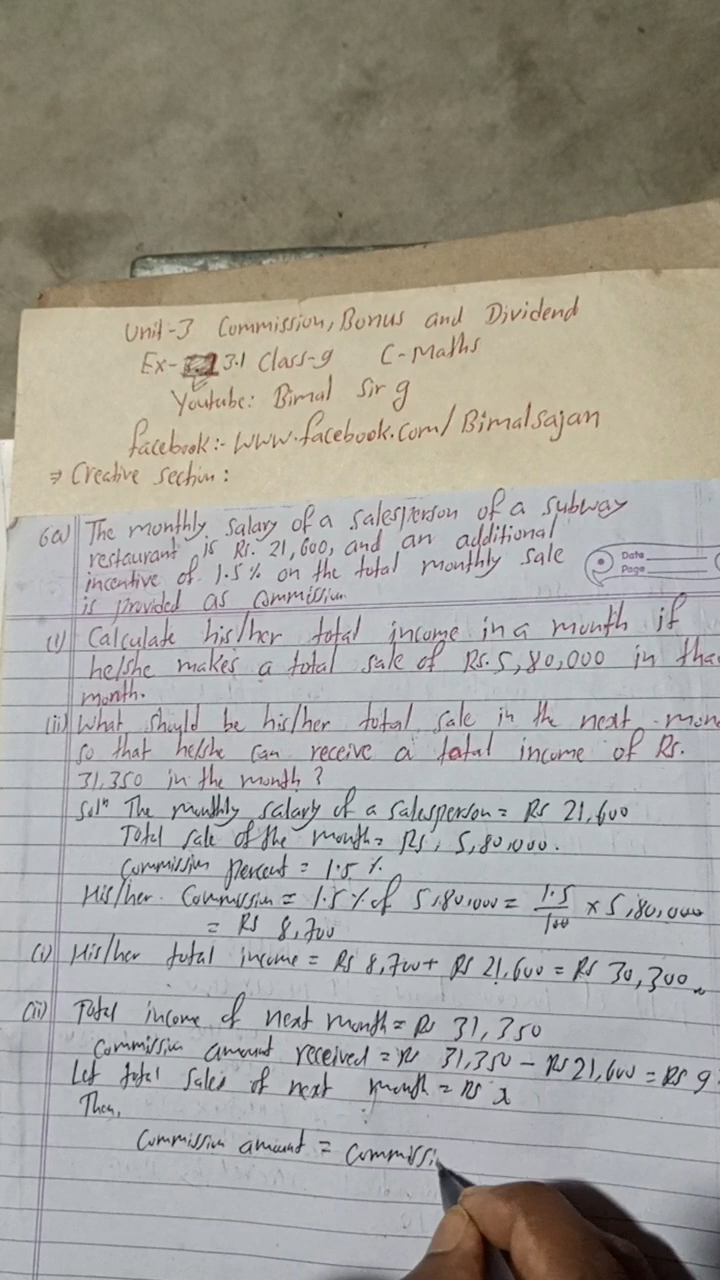 Unit-3 Commission, Bonus and Dividend
Ex- 3.1 Class-9 C-Maths
Youtube: Bimal Sir g
facebook:- www.facebook.com/Bimalsajan
⇒ Creative Section:
6a) The monthly salary of a salesperson of a subway
restaurant is Rs. 21,600, and an additional
incentive of 1.5% on the total monthly sale
is provided as commission.
Date
Page
(i) Calculate his/her total income in a month if
he/she makes a total sale of Rs. 5,80,000 in tha
month.
(ii) What should be his/her total sale in the next mon
so that he/she can receive a total income of Rs.
31,350 in the month?
Solⁿ The monthly salary of a salesperson = Rs 21,600
Total sale of the month = Rs, 5,80,000.
Commission percent = 1.5%.
His/her Commission = 1.5% of 5,80,000 = 1.5/100 × 5,80,000
= Rs 8,700
(i) His/her total income = Rs 8,700 + Rs 21,600 = Rs 30,300
(ii) Total income of next month = Rs 31,350
Commission amount received = Rs 31,350 - Rs 21,600 = Rs 9
Let total sales of next month = Rs x
Then,
Commission amount = Commissi